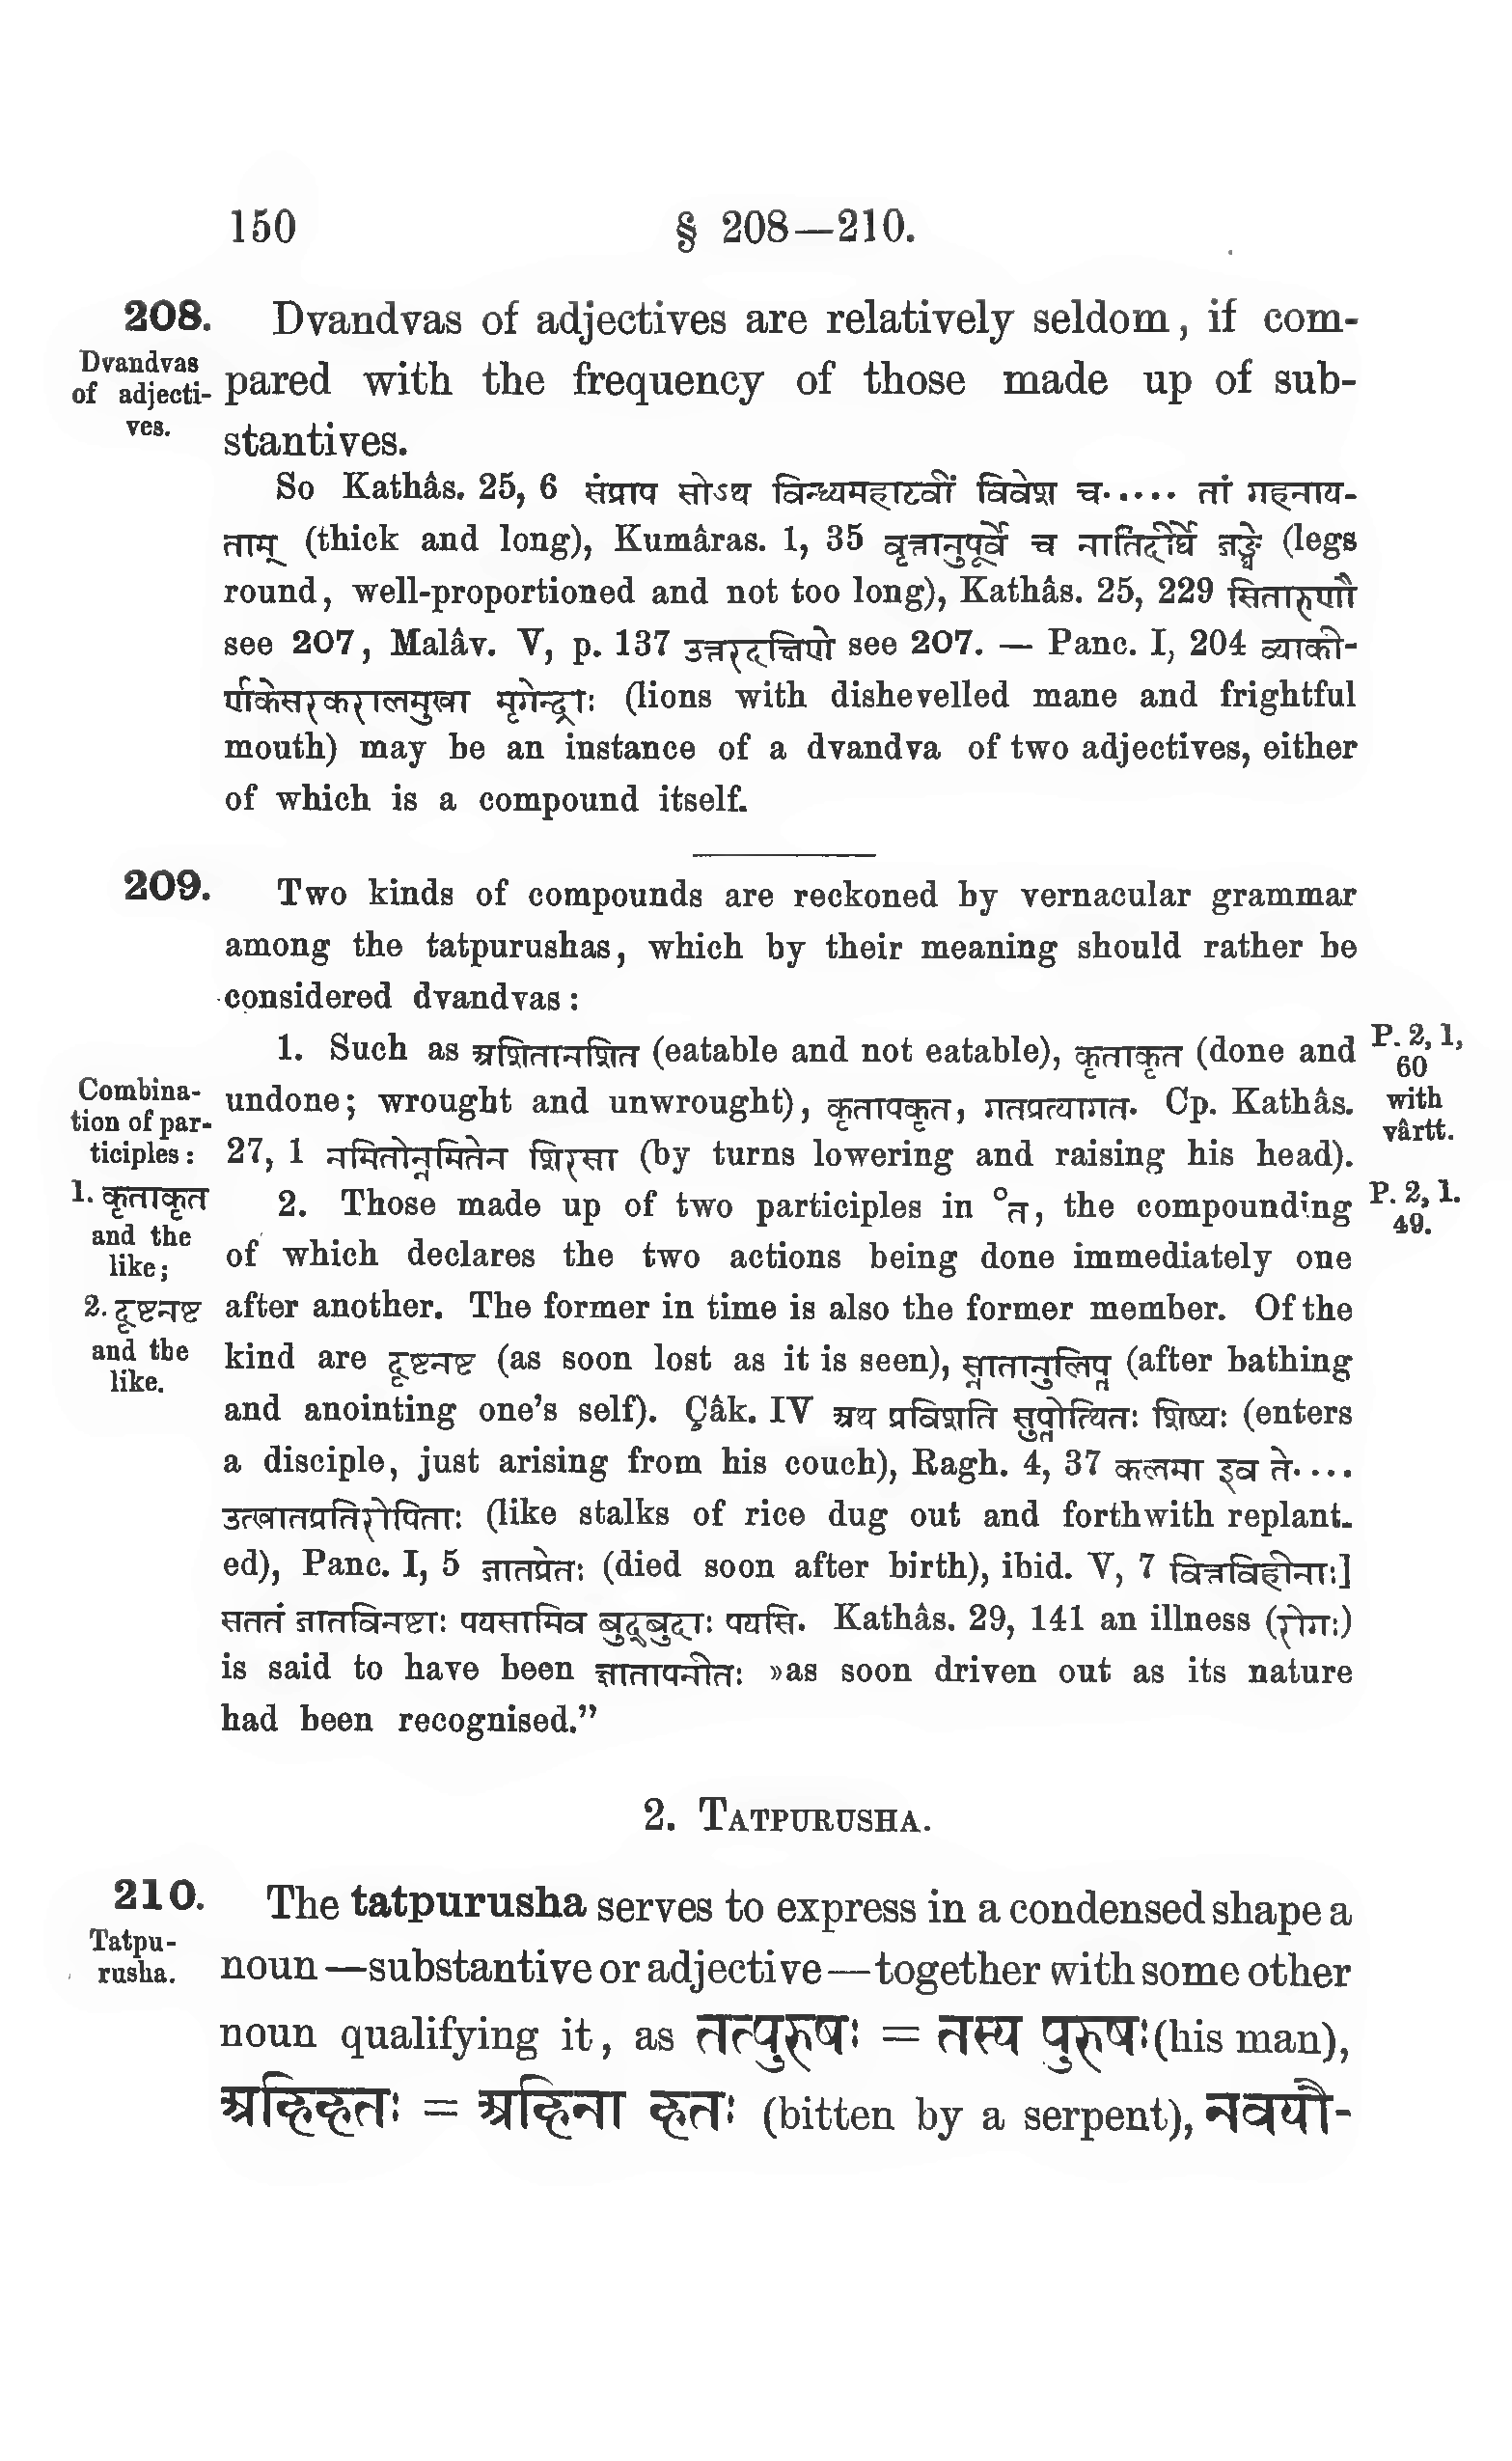 150 § 208—210.
208. Dvandvas of adjectives are relatively seldom, if com-
Dvandvas
of adjecti-
ves.
pared with the frequency of those made up of sub-
stantives.
So Kathâs. 25, 6 संप्राप सोऽथ विन्ध्यमहाटवीं विवेश च..... तां गहनाय-
ताम् (thick and long), Kumâras. 1, 35 वृत्तानुपूर्वे च नातिदीर्घे जङ्घे (legs
round, well-proportioned and not too long), Kathâs. 25, 229 सितारुणौ
see 207, Malâv. V, p. 137 उत्तरदक्षिणे see 207. — Panc. I, 204 व्याकी-
र्णकेसरकरालमुखा मृगेन्द्राः (lions with dishevelled mane and frightful
mouth) may be an instance of a dvandva of two adjectives, either
of which is a compound itself.
209. Two kinds of compounds are reckoned by vernacular grammar
among the tatpurushas, which by their meaning should rather be
considered dvandvas:
1. Such as अशितानशित (eatable and not eatable), कृताकृत (done and
P. 2, 1,
60
with
vârtt.
Combina-
tion of par-
ticiples:
1. कृताकृत
and the
like;
2. दृष्टनष्ट
and the
like.
undone; wrought and unwrought), कृतापकृत, गतप्रत्यागत. Cp. Kathâs.
27, 1 नमितोन्नमितेन शिरसा (by turns lowering and raising his head).
2. Those made up of two participles in °त, the compounding
P. 2, 1.
49.
of which declares the two actions being done immediately one
after another. The former in time is also the former member. Of the
kind are दृष्टनष्ट (as soon lost as it is seen), स्नातानुलिप्त (after bathing
and anointing one's self). Çâk. IV अथ प्रविशति सुप्तोत्थितः शिष्यः (enters
a disciple, just arising from his couch), Ragh. 4, 37 कलमा इव ते....
उत्खातप्रतिरोपिताः (like stalks of rice dug out and forthwith replant-
ed), Panc. I, 5 जातप्रेतः (died soon after birth), ibid. V, 7 वित्तविहीनाः]
सततं जातविनष्टाः पयसामिव बुद्बुदाः पयसि. Kathâs. 29, 141 an illness (रोगः)
is said to have been ज्ञातापनीतः »as soon driven out as its nature
had been recognised.”
2. TATPURUSHA.
210. The tatpurusha serves to express in a condensed shape a
Tatpu-
rusha.
noun—substantive or adjective—together with some other
noun qualifying it, as तत्पुरुषः = तस्य पुरुषः (his man),
अहिहतः = अहिना हतः (bitten by a serpent), नवयौ-